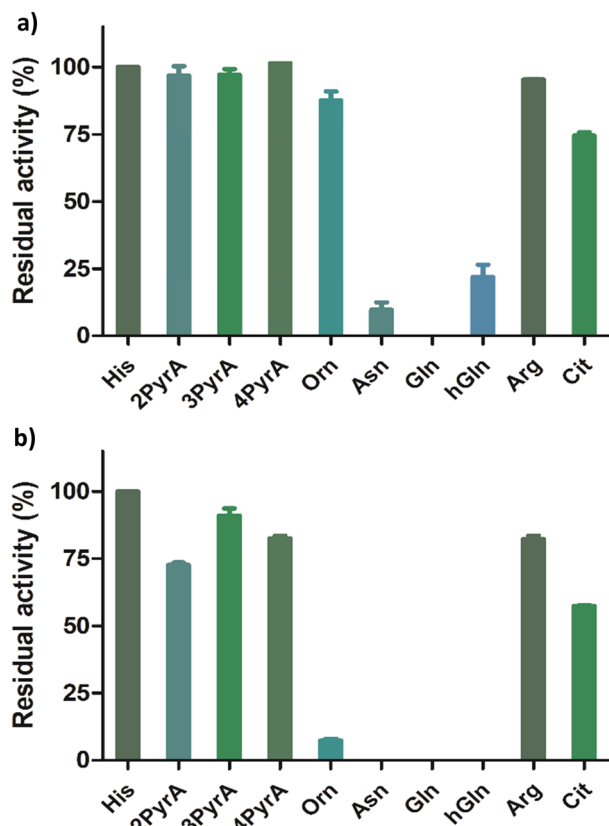 a)
Residual activity (%)
100
75
50
25
0
His
2PyrA
3PyrA
4PyrA
Orn
Asn
Gln
hGln
Arg
Cit
b)
Residual activity (%)
100
75
50
25
0
His
2PyrA
3PyrA
4PyrA
Orn
Asn
Gln
hGln
Arg
Cit